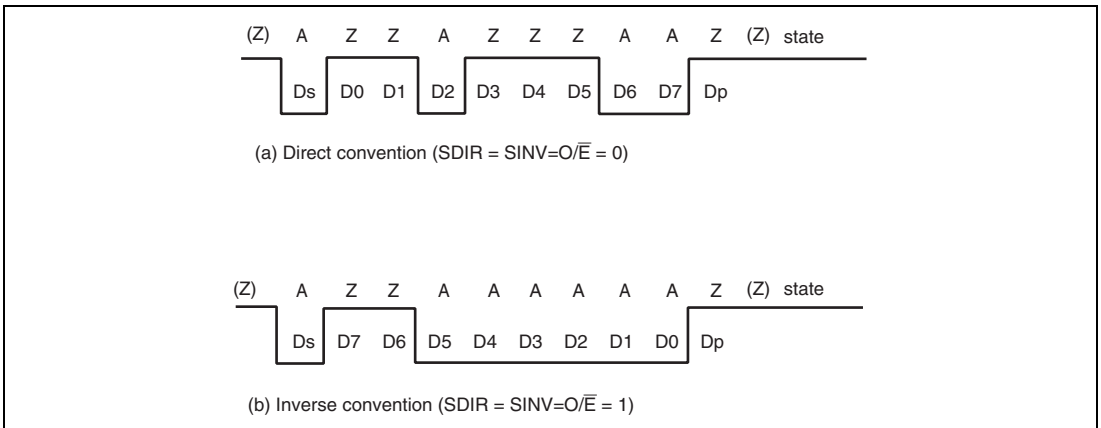 (Z) A Z Z A Z Z Z A A Z (Z) state
Ds D0 D1 D2 D3 D4 D5 D6 D7 Dp
(a) Direct convention (SDIR = SINV=O/E̅ = 0)
(Z) A Z Z A A A A A A Z (Z) state
Ds D7 D6 D5 D4 D3 D2 D1 D0 Dp
(b) Inverse convention (SDIR = SINV=O/E̅ = 1)